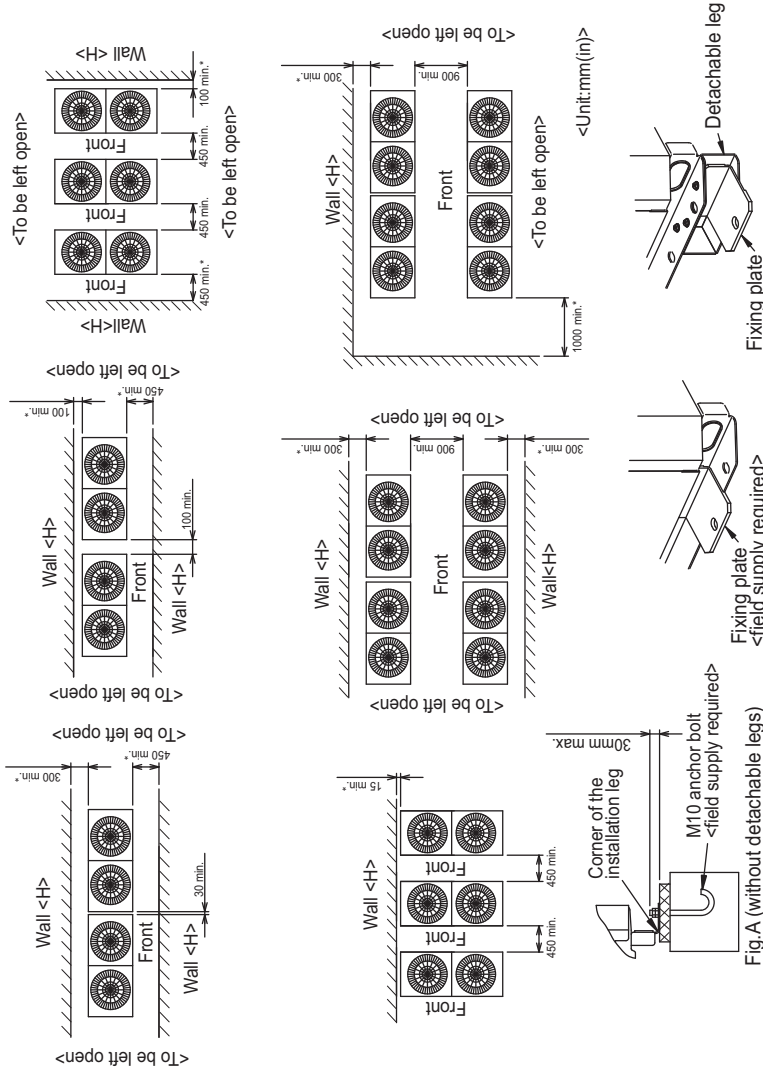 <To be left open>
300 min.*
450 min.*
Wall <H>
30 min.
Front
Wall <H>
<To be left open>
<To be left open>
100 min.*
450 min.*
Wall <H>
100 min.
Front
Wall <H>
<To be left open>
<To be left open>
Wall<H>
Wall <H>
Front
Front
Front
450 min.*
450 min.
450 min.
100 min.*
<To be left open>
15 min.*
Wall <H>
Front
Front
Front
450 min.
450 min.
<To be left open>
300 min.*
900 min.
300 min.*
Wall <H>
Front
Wall<H>
<To be left open>
<To be left open>
300 min.*
900 min.
Wall <H>
Front
1000 min.*
<To be left open>
<Unit:mm(in)>
30mm max.
Corner of the
installation leg
M10 anchor bolt
<field supply required>
Fig.A (without detachable legs)
Fixing plate
<field supply required>
Fixing plate
Detachable leg